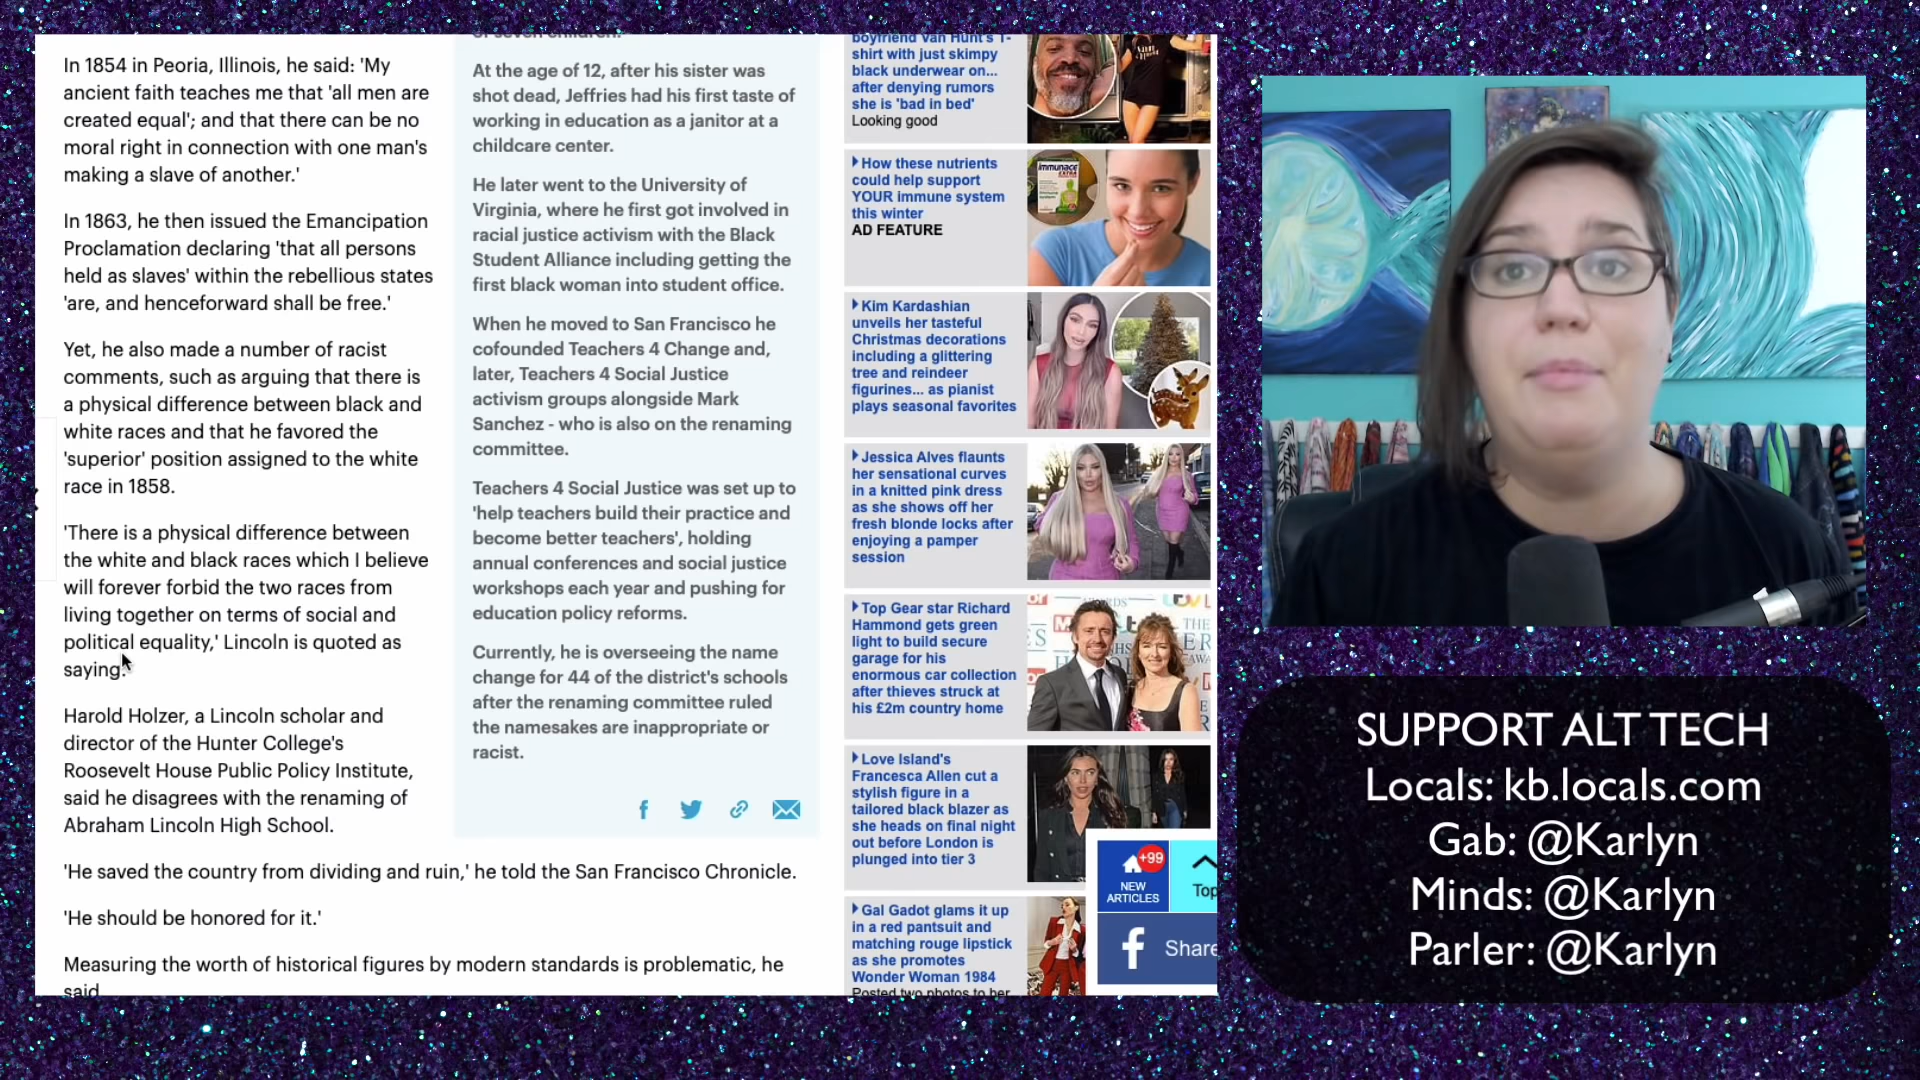 In 1854 in Peoria, Illinois, he said: 'My
ancient faith teaches me that 'all men are
created equal'; and that there can be no
moral right in connection with one man's
making a slave of another.'
In 1863, he then issued the Emancipation
Proclamation declaring 'that all persons
held as slaves' within the rebellious states
'are, and henceforward shall be free.'
Yet, he also made a number of racist
comments, such as arguing that there is
a physical difference between black and
white races and that he favored the
'superior' position assigned to the white
race in 1858.
'There is a physical difference between
the white and black races which I believe
will forever forbid the two races from
living together on terms of social and
political equality,' Lincoln is quoted as
saying.
Harold Holzer, a Lincoln scholar and
director of the Hunter College's
Roosevelt House Public Policy Institute,
said he disagrees with the renaming of
Abraham Lincoln High School.
'He saved the country from dividing and ruin,' he told the San Francisco Chronicle.
'He should be honored for it.'
Measuring the worth of historical figures by modern standards is problematic, he
said
of seven children.
At the age of 12, after his sister was
shot dead, Jeffries had his first taste of
working in education as a janitor at a
childcare center.
He later went to the University of
Virginia, where he first got involved in
racial justice activism with the Black
Student Alliance including getting the
first black woman into student office.
When he moved to San Francisco he
cofounded Teachers 4 Change and,
later, Teachers 4 Social Justice
activism groups alongside Mark
Sanchez - who is also on the renaming
committee.
Teachers 4 Social Justice was set up to
'help teachers build their practice and
become better teachers', holding
annual conferences and social justice
workshops each year and pushing for
education policy reforms.
Currently, he is overseeing the name
change for 44 of the district's schools
after the renaming committee ruled
the namesakes are inappropriate or
racist.
boyfriend Van Hunt's T-
shirt with just skimpy
black underwear on...
after denying rumors
she is 'bad in bed'
Looking good
How these nutrients
could help support
YOUR immune system
this winter
AD FEATURE
immunace
Kim Kardashian
unveils her tasteful
Christmas decorations
including a glittering
tree and reindeer
figurines... as pianist
plays seasonal favorites
Jessica Alves flaunts
her sensational curves
in a knitted pink dress
as she shows off her
fresh blonde locks after
enjoying a pamper
session
Top Gear star Richard
Hammond gets green
light to build secure
garage for his
enormous car collection
after thieves struck at
his £2m country home
Love Island's
Francesca Allen cut a
stylish figure in a
tailored black blazer as
she heads on final night
out before London is
plunged into tier 3
Gal Gadot glams it up
in a red pantsuit and
matching rouge lipstick
as she promotes
Wonder Woman 1984
Posted two photos to her
+99
NEW
ARTICLES
Top
Share
SUPPORT ALT TECH
Locals: kb.locals.com
Gab: @Karlyn
Minds: @Karlyn
Parler: @Karlyn